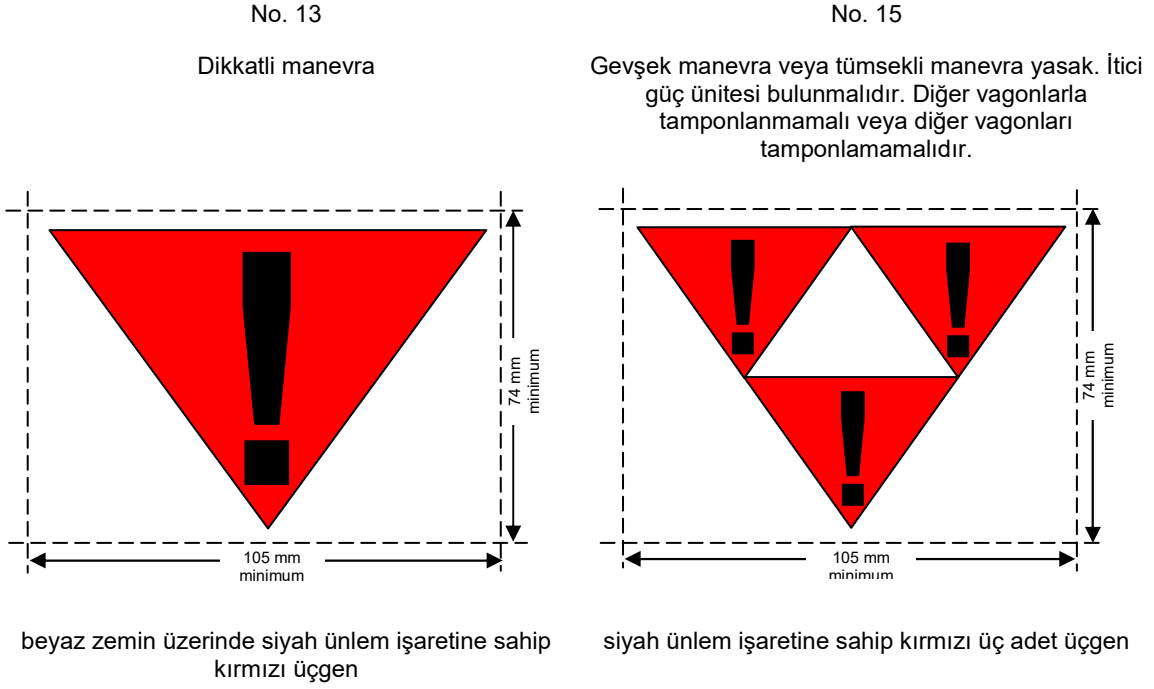 No. 13
Dikkatli manevra
74 mm
minimum
105 mm
minimum
beyaz zemin üzerinde siyah ünlem işaretine sahip
kırmızı üçgen
No. 15
Gevşek manevra veya tümsekli manevra yasak. İtici
güç ünitesi bulunmalıdır. Diğer vagonlarla
tamponlanmamalı veya diğer vagonları
tamponlamamalıdır.
74 mm
minimum
105 mm
minimum
siyah ünlem işaretine sahip kırmızı üç adet üçgen